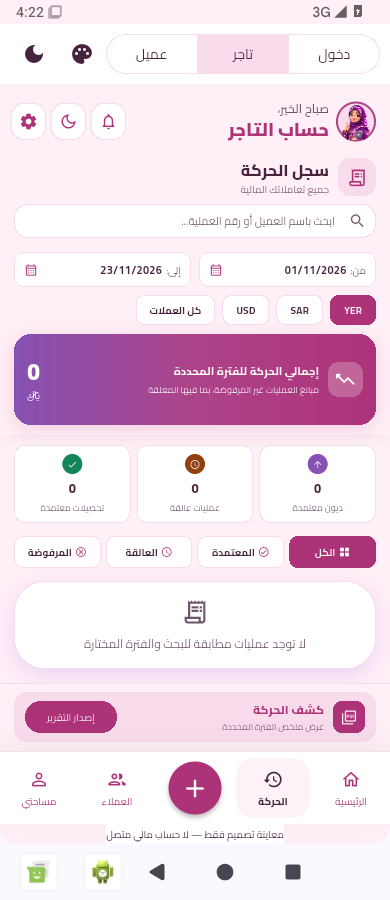 4:22
3G
دخول
تاجر
عميل
صباح الخير،
حساب التاجر
سجل الحركة
جميع تعاملاتك المالية
ابحث باسم العميل أو رقم العملية...
من: 01/11/2026
إلى: 23/11/2026
YER
SAR
USD
كل العملات
إجمالي الحركة للفترة المحددة
مبالغ العمليات غير المرفوضة، بما فيها المعلقة
0
﷼
0
ديون معتمدة
0
عمليات عالقة
0
تحصيلات معتمدة
الكل
المعتمدة
العالقة
المرفوضة
لا توجد عمليات مطابقة للبحث والفترة المختارة
كشف الحركة
عرض ملخص الفترة المحددة
إصدار التقرير
الرئيسية
الحركة
العملاء
مساحتي
معاينة تصميم فقط — لا حساب مالي متصل